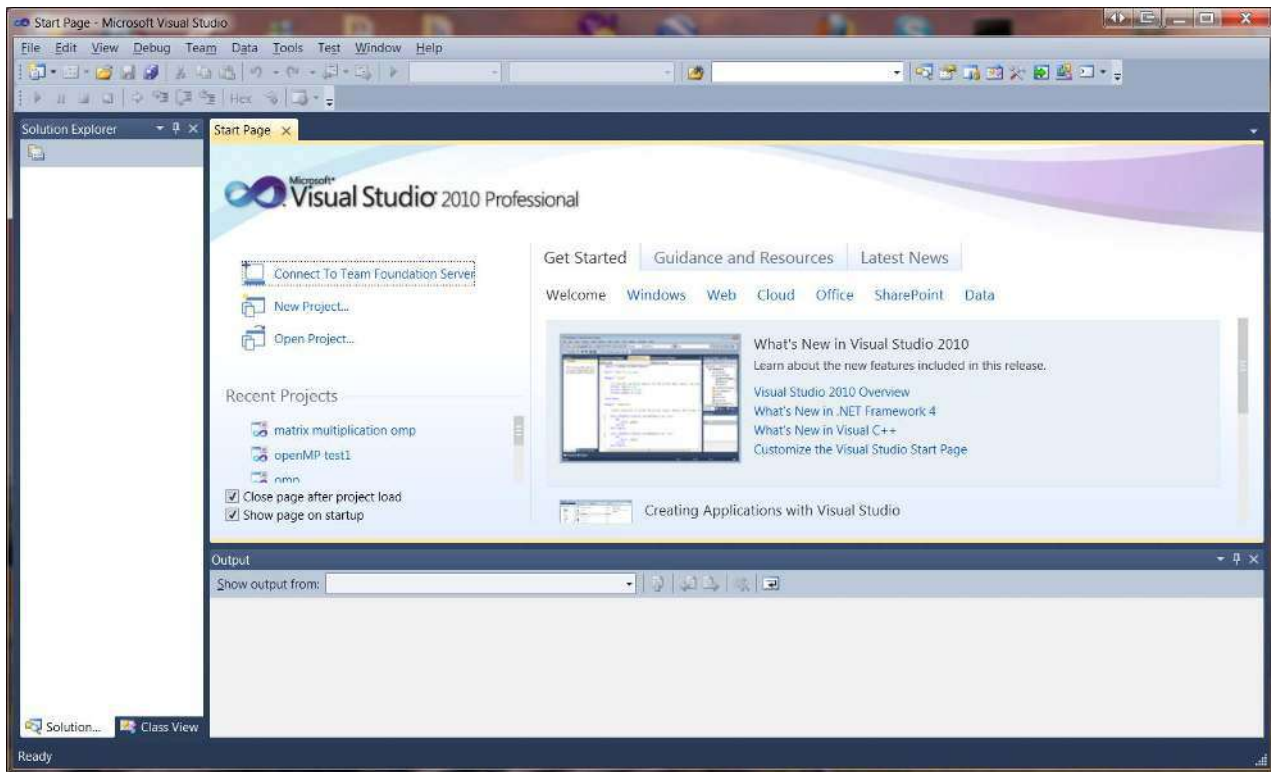 Start Page - Microsoft Visual Studio
File Edit View Debug Team Data Tools Test Window Help
Hex
Solution Explorer
Start Page
Microsoft
Visual Studio 2010 Professional
Connect To Team Foundation Server
New Project...
Open Project...
Recent Projects
matrix multiplication omp
openMP test1
omp
Close page after project load
Show page on startup
Get Started Guidance and Resources Latest News
Welcome Windows Web Cloud Office SharePoint Data
What's New in Visual Studio 2010
Learn about the new features included in this release.
Visual Studio 2010 Overview
What's New in .NET Framework 4
What's New in Visual C++
Customize the Visual Studio Start Page
Creating Applications with Visual Studio
Output
Show output from:
Solution... Class View
Ready